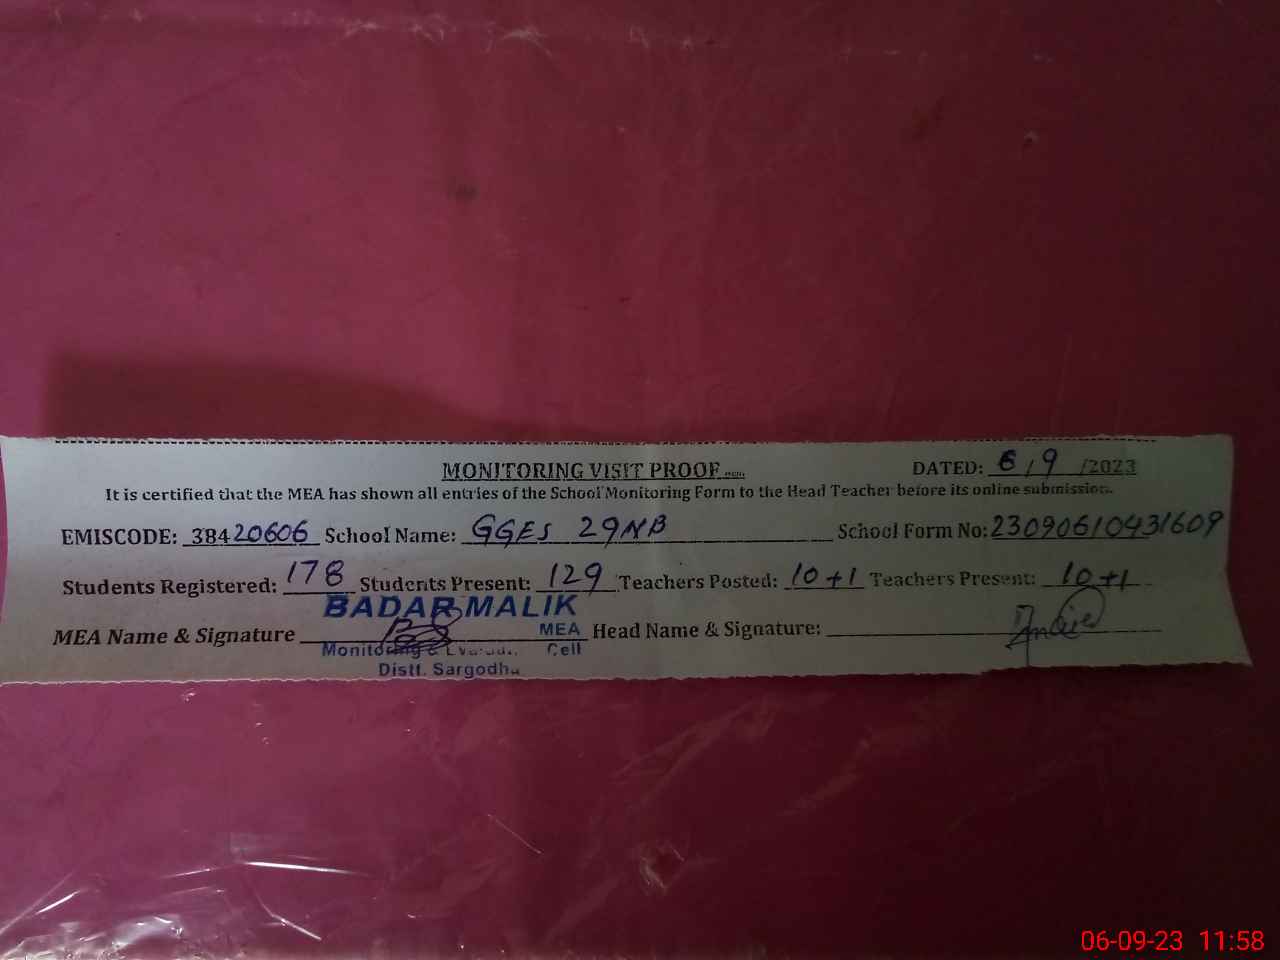 MONITORING VISIT PROOF
DATED: 6/9/2023
It is certified that the MEA has shown all entries of the School Monitoring Form to the Head Teacher before its online submission.
EMISCODE: 38420606 School Name: GGES 29NB School Form No: 23090610431609
Students Registered: 178 Students Present: 129 Teachers Posted: 10+1 Teachers Present: 10+1
BADAR MALIK
MEA Name & Signature MEA Head Name & Signature:
Monitoring & Cell
Distt. Sargodha
06-09-23 11:58